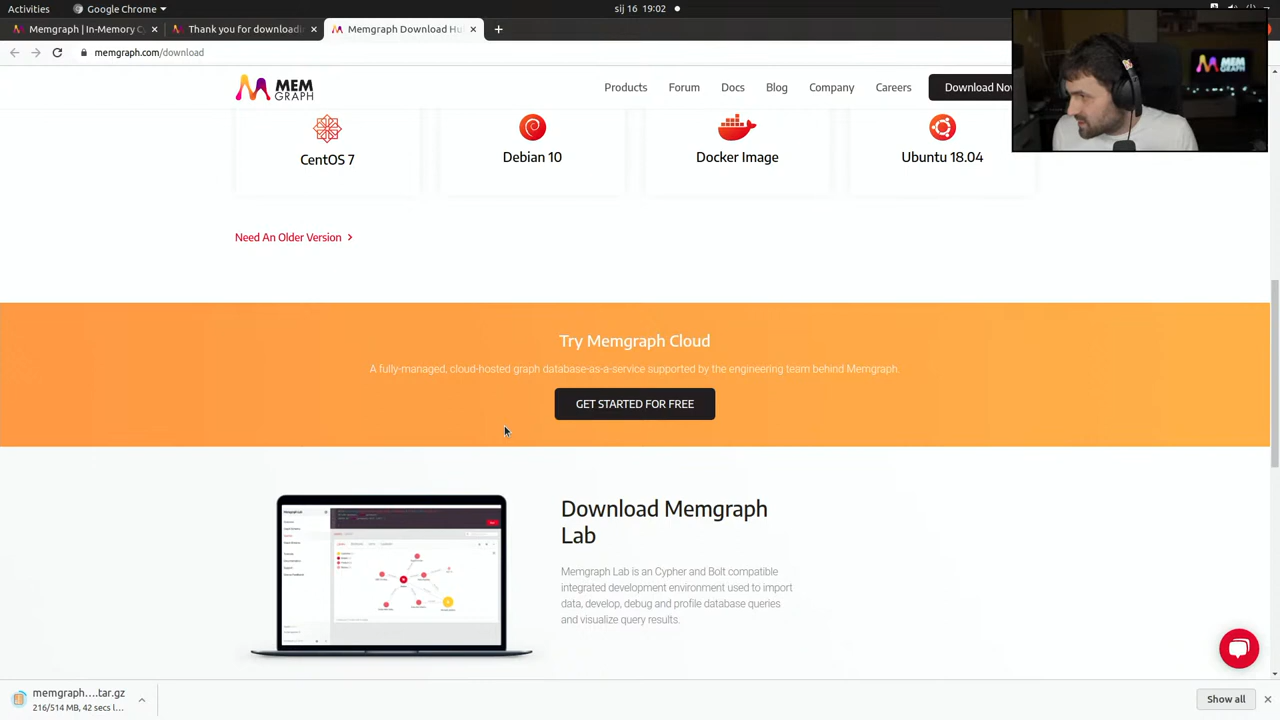 Activities
Google Chrome
sij 16 19:02
Memgraph | In-Memory C
Thank you for downloadin
Memgraph Download Hu
memgraph.com/download
MEM
GRAPH
Products
Forum
Docs
Blog
Company
Careers
Download Now
MEM
GRAPH
CentOS 7
Debian 10
Docker Image
Ubuntu 18.04
Need An Older Version
Try Memgraph Cloud
A fully-managed, cloud-hosted graph database-as-a-service supported by the engineering team behind Memgraph.
GET STARTED FOR FREE
Download Memgraph
Lab
Memgraph Lab is an Cypher and Bolt compatible
integrated development environment used to import
data, develop, debug and profile database queries
and visualize query results.
memgraph....tar.gz
216/514 MB, 42 secs l...
Show all